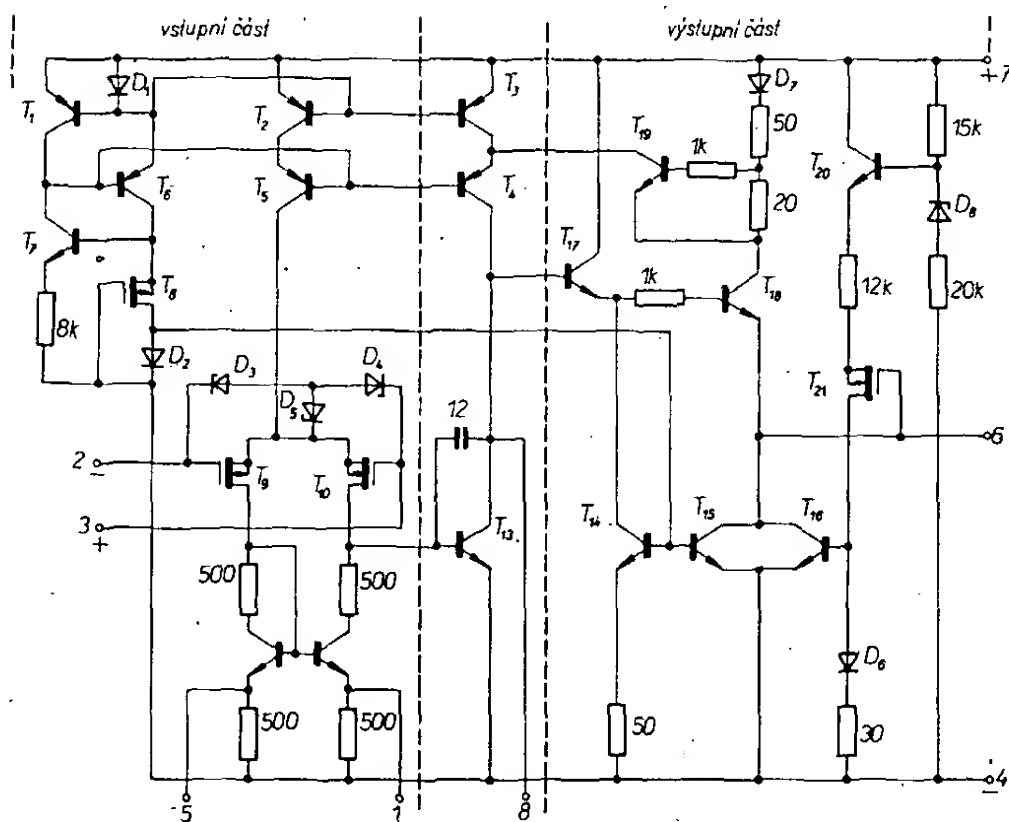 vstupní část
výstupní část
+7
D₁
T₁
T₂
T₃
D₇
50
15k
T₁₉
1k
T₂₀
T₆
T₅
T₄
20
D₈
T₇
T₁₇
T₈
1k
T₁₈
12k
20k
8k
D₂
D₃
D₄
T₂₁
D₅
12
6
2
–
T₉
T₁₀
3
+
T₁₃
T₁₄
T₁₅
T₁₆
500
500
D₆
500
500
50
30
–4
5
1
8